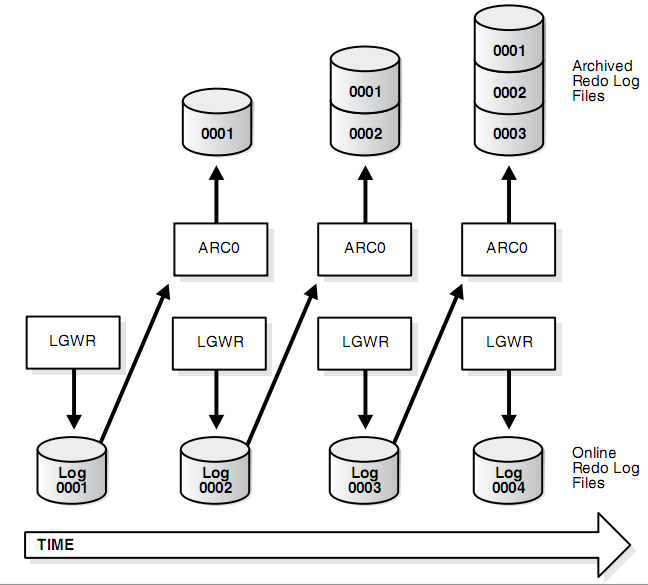 0001
0001
0002
0001
0002
0003
Archived
Redo Log
Files
ARC0
ARC0
ARC0
LGWR
LGWR
LGWR
LGWR
Log
0001
Log
0002
Log
0003
Log
0004
Online
Redo Log
Files
TIME